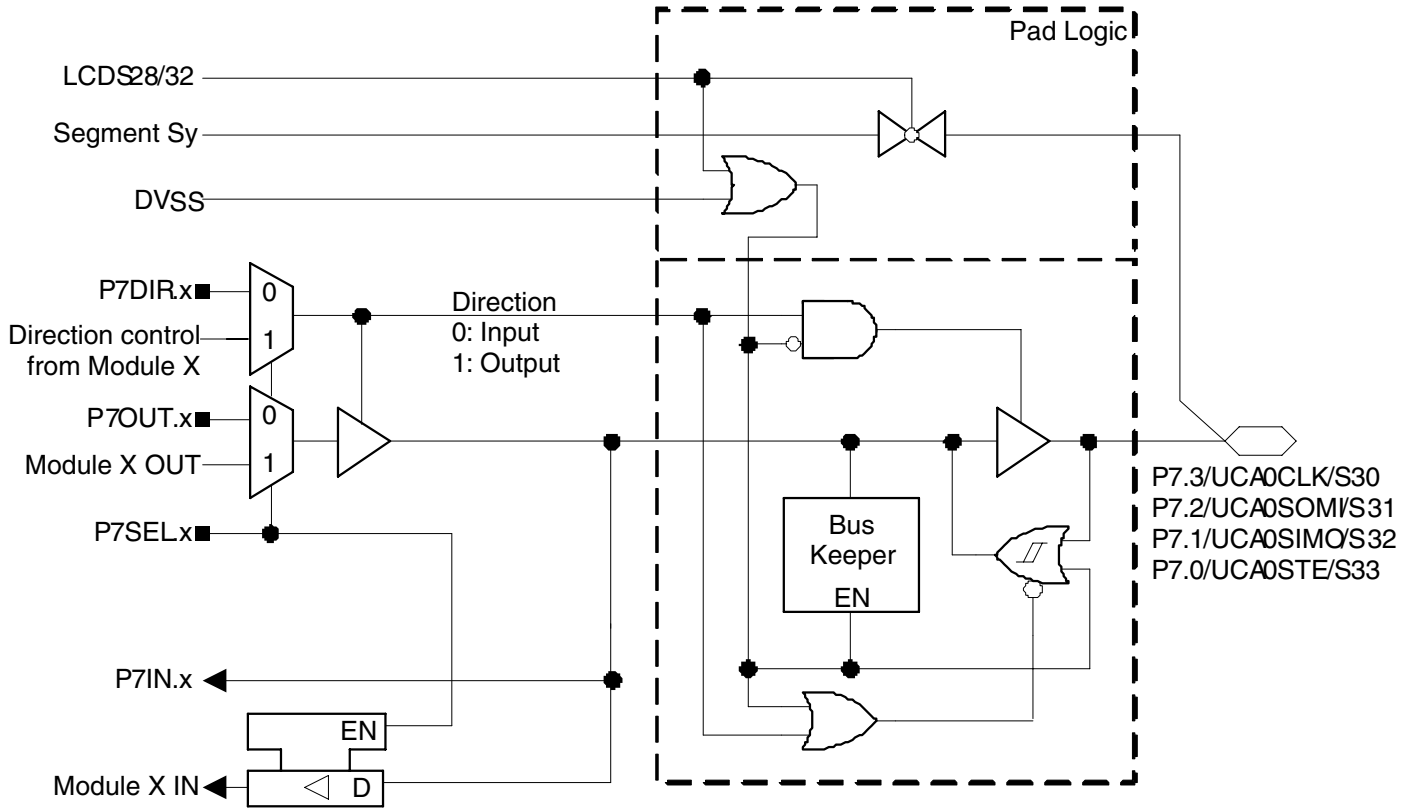 Pad Logic
LCDS28/32
Segment Sy
DVSS
P7DIR.x
0
Direction control
from Module X
1
Direction
0: Input
1: Output
P7OUT.x
0
Module X OUT
1
P7SEL.x
Bus
Keeper
EN
P7.3/UCA0CLK/S30
P7.2/UCA0SOMI/S31
P7.1/UCA0SIMO/S32
P7.0/UCA0STE/S33
P7IN.x
EN
Module X IN
D